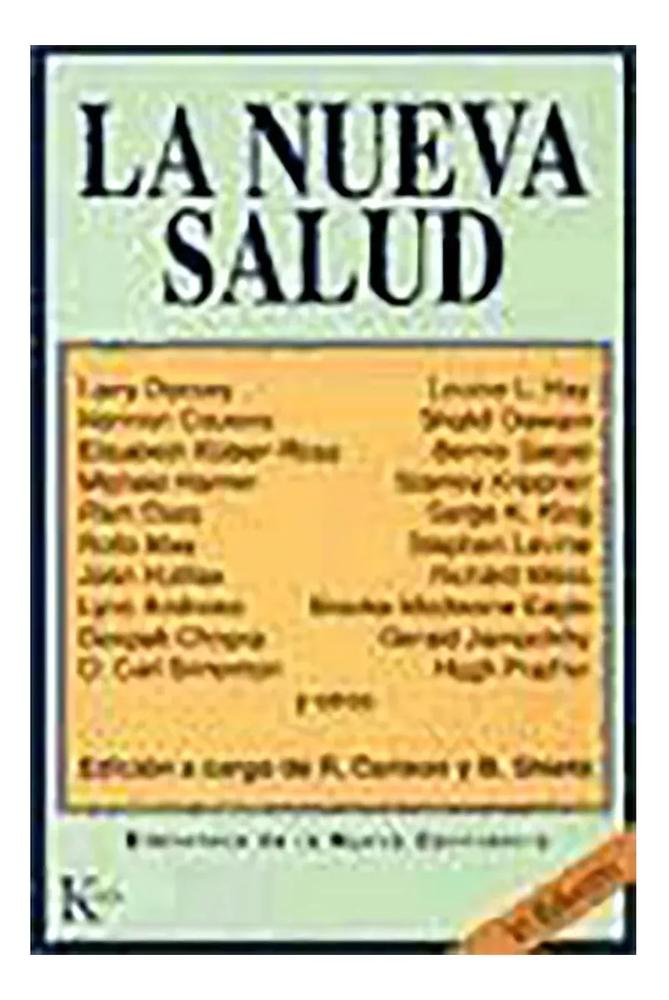 LA NUEVA
SALUD
Larry Dossey Louise L. Hay
Norman Cousins Shakti Gawain
Elisabeth Kübler-Ross Bernie Siegel
Michael Harner Stanley Krippner
Ram Dass Serge K. King
Rollo May Stephen Levine
Joan Halifax Richard Moss
Lynn Andrews Brooke Medicine Eagle
Deepak Chopra Gerald Jampolsky
O. Carl Simonton Hugh Prather
y otros
Edición a cargo de R. Carlson y B. Shield
Biblioteca de la Nueva Conciencia